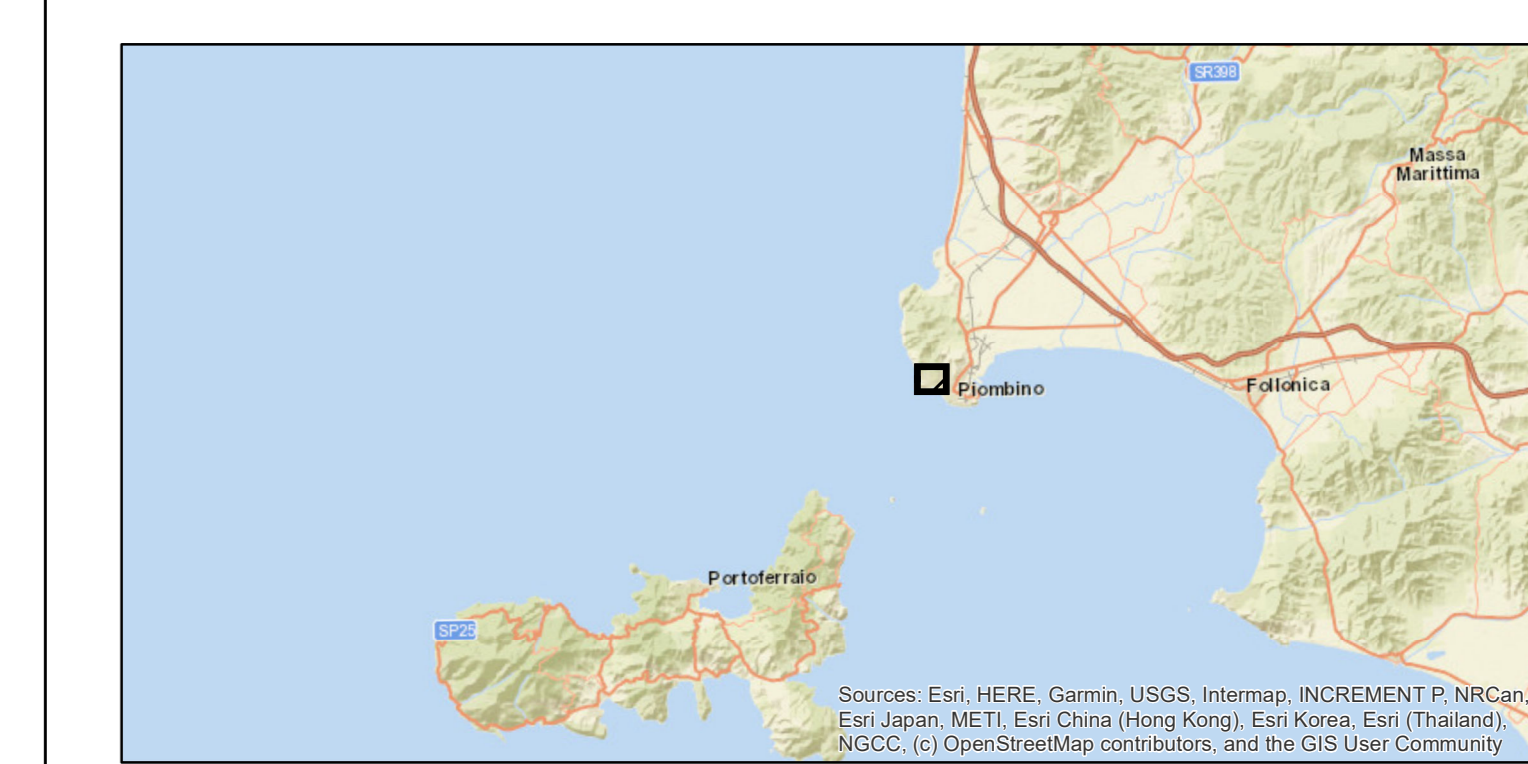 SR398
Massa
Marittima
Piombino
Follonica
Portoferraio
SP25
Sources: Esri, HERE, Garmin, USGS, Intermap, INCREMENT P, NRCan,
Esri Japan, METI, Esri China (Hong Kong), Esri Korea, Esri (Thailand),
NGCC, (c) OpenStreetMap contributors, and the GIS User Community